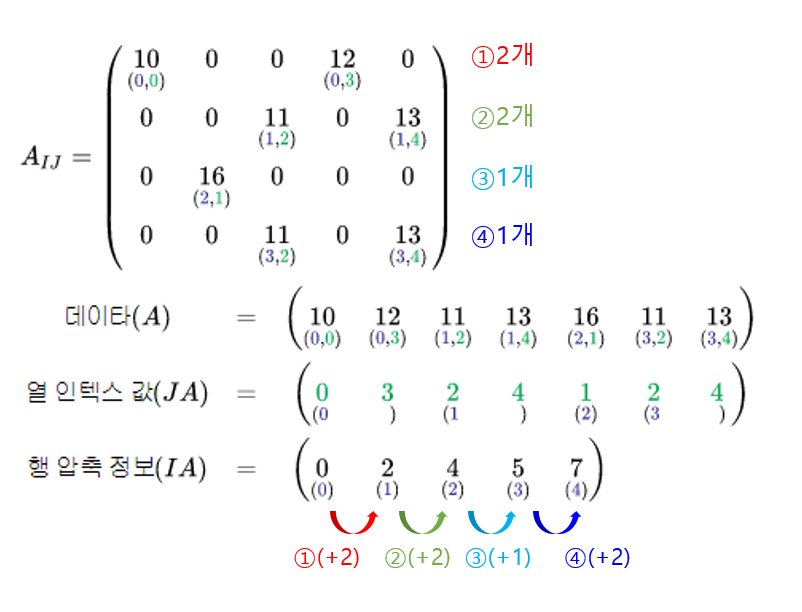 10 0 0 12 0 ①2개
(0,0) (0,3)
0 0 11 0 13 ②2개
(1,2) (1,4)
A_{IJ} =
0 16 0 0 0 ③1개
(2,1)
0 0 11 0 13 ④1개
(3,2) (3,4)
데이타(A) = ( 10 12 11 13 16 11 13 )
(0,0) (0,3) (1,2) (1,4) (2,1) (3,2) (3,4)
열 인텍스 값(JA) = ( 0 3 2 4 1 2 4 )
(0 ) (1 ) (2) (3 )
행 압축 정보(IA) = ( 0 2 4 5 7 )
(0) (1) (2) (3) (4)
①(+2) ②(+2) ③(+1) ④(+2)